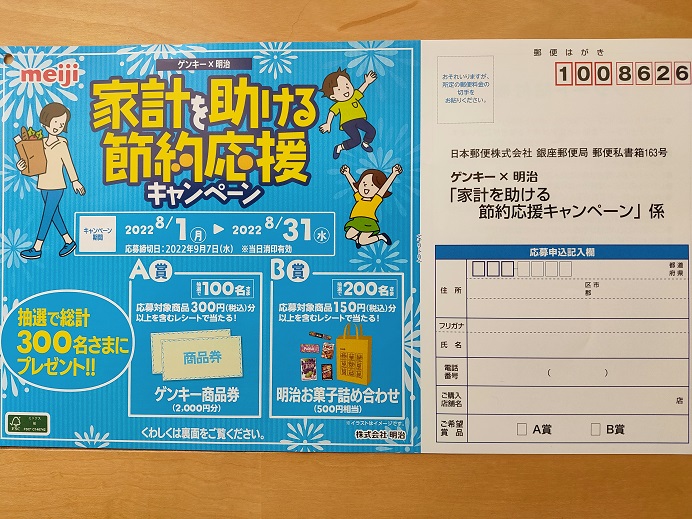 meiji
ゲンキー×明治
家計を助ける
節約応援
キャンペーン
キャンペーン
期間
2022 8/1(月) ▶ 2022 8/31(水)
応募締切日:2022年9月7日(水) ※当日消印有効
抽選で総計
300名さまに
プレゼント!!
A賞
抽選で100名さま
応募対象商品300円(税込)分
以上を含むレシートで当たる!
商品券
ゲンキー商品券
(2,000円分)
B賞
抽選で200名さま
応募対象商品150円(税込)分
以上を含むレシートで当たる!
明治お菓子詰め合わせ
(500円相当)
※イラストはイメージです。
くわしくは裏面をご覧ください。
株式会社 明治
ミックス
紙
FSC
郵便はがき
おそれいりますが、
所定の郵便料金の
切手を
お貼りください。
1008626
日本郵便株式会社 銀座郵便局 郵便私書箱163号
ゲンキー × 明治
「家計を助ける
節約応援キャンペーン」係
応募申込記入欄
住所
都道
府県
区市
郡
フリガナ
氏名
電話
番号
( )
ご購入
店舗名
店
ご希望
賞品
□ A賞 □ B賞